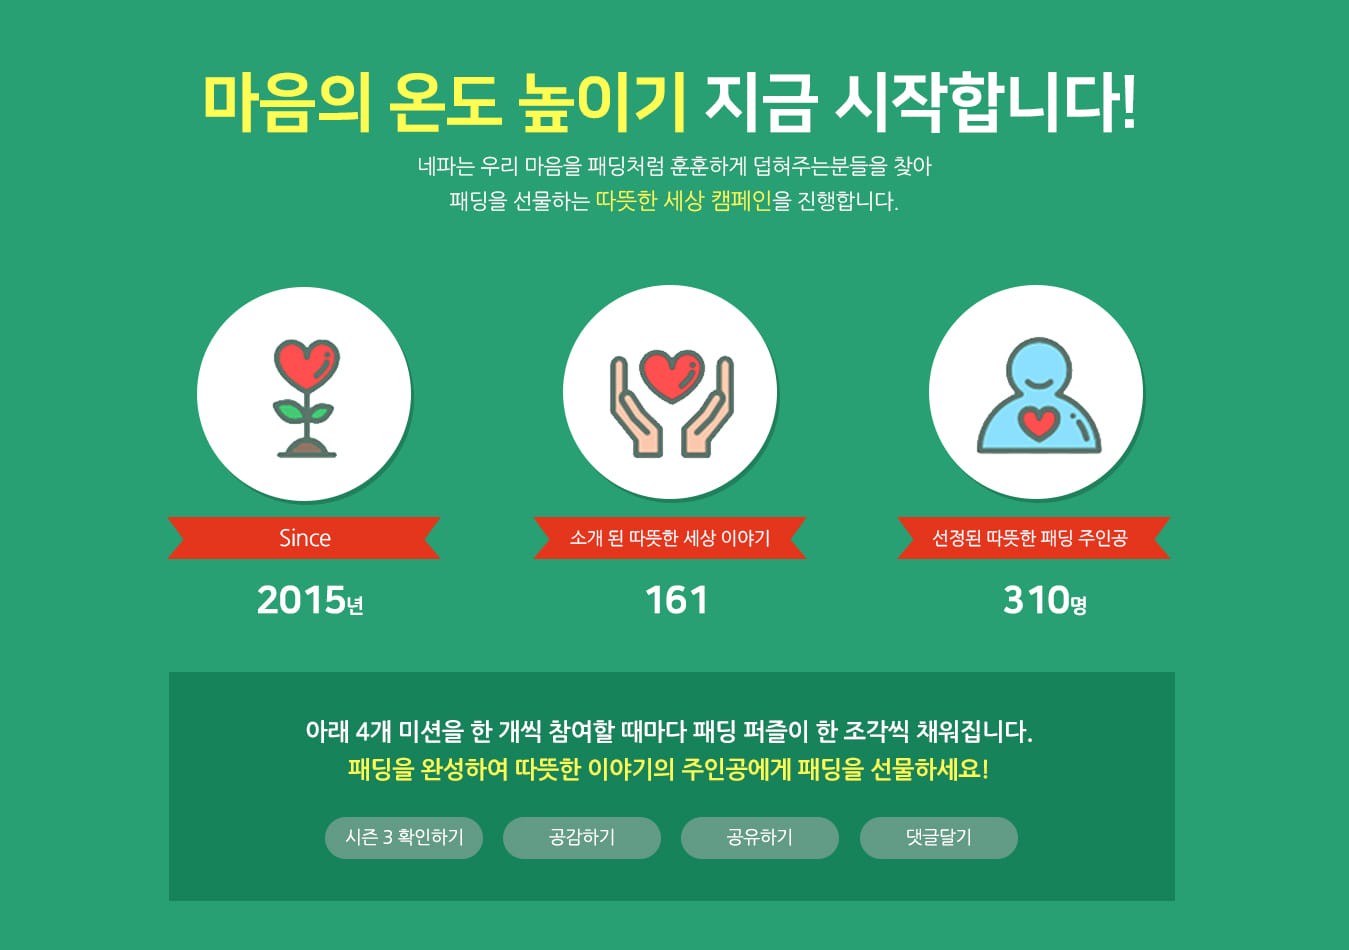 마음의 온도 높이기 지금 시작합니다!
네파는 우리 마음을 패딩처럼 훈훈하게 덥혀주는분들을 찾아
패딩을 선물하는 따뜻한 세상 캠페인을 진행합니다.
Since
소개 된 따뜻한 세상 이야기
선정된 따뜻한 패딩 주인공
2015년
161
310명
아래 4개 미션을 한 개씩 참여할 때마다 패딩 퍼즐이 한 조각씩 채워집니다.
패딩을 완성하여 따뜻한 이야기의 주인공에게 패딩을 선물하세요!
시즌 3 확인하기
공감하기
공유하기
댓글달기